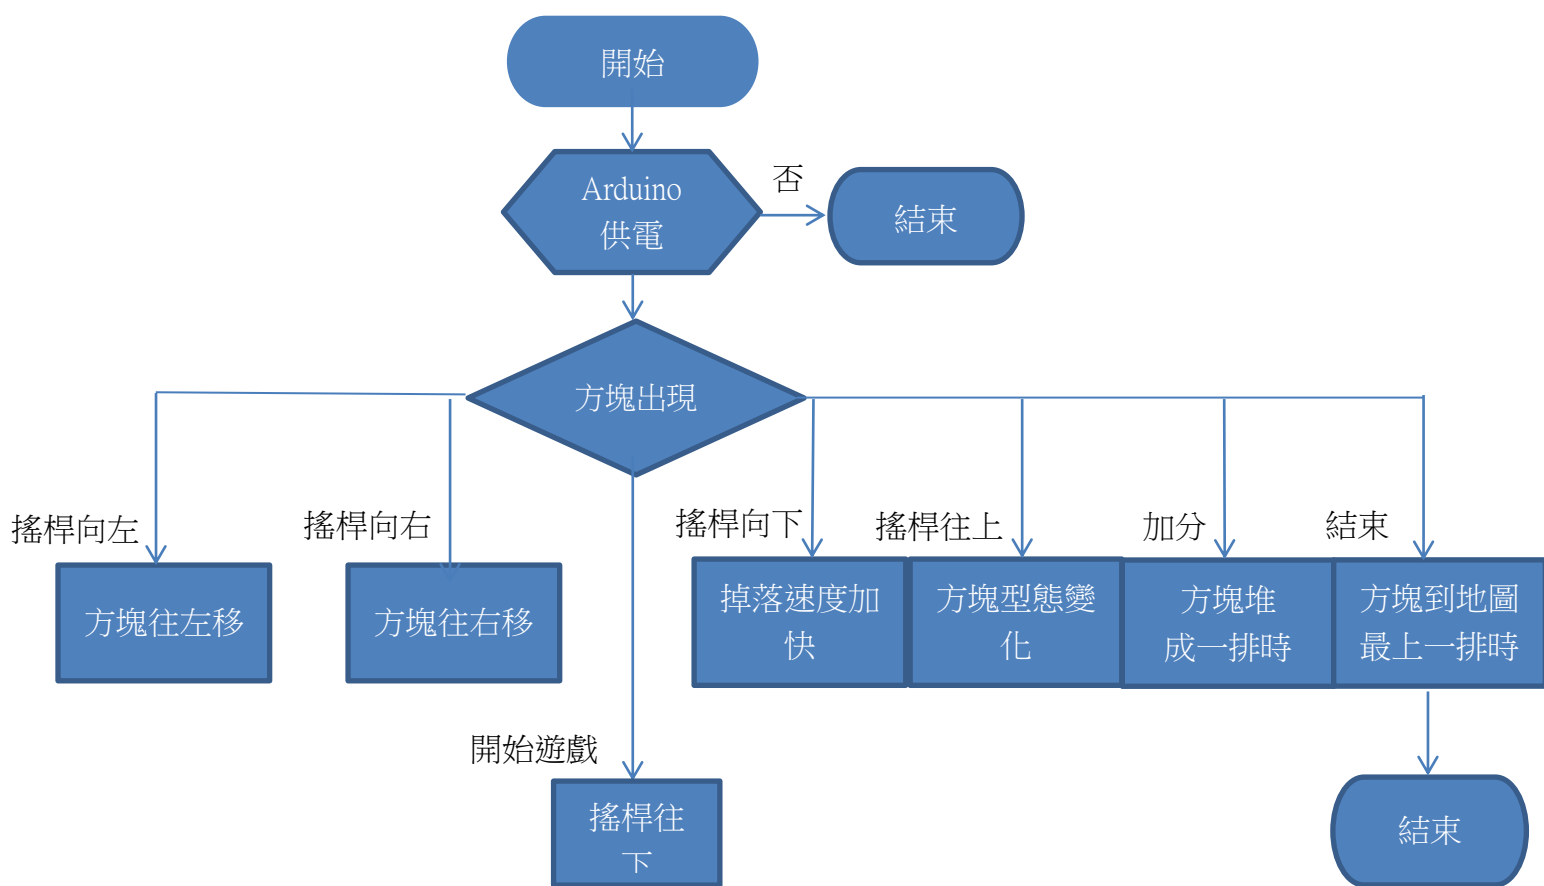 開始
Arduino
供電
否
結束
方塊出現
搖桿向左
搖桿向右
搖桿向下
搖桿往上
加分
結束
方塊往左移
方塊往右移
掉落速度加
快
方塊型態變
化
方塊堆
成一排時
方塊到地圖
最上一排時
開始遊戲
搖桿往
下
結束